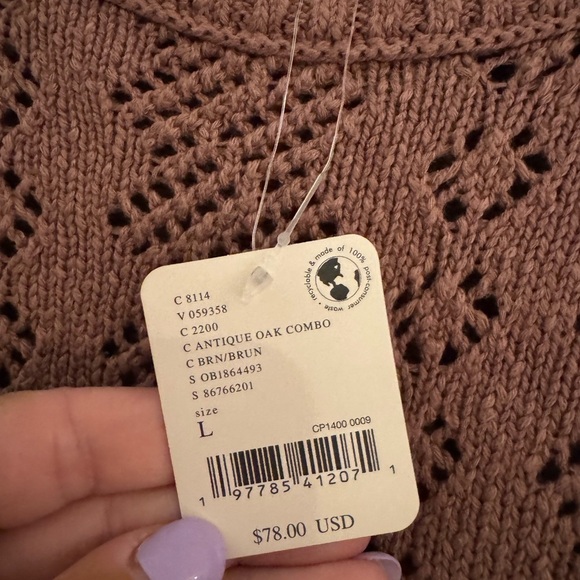 recyclable & made of 100% post-consumer waste •
C 8114
V 059358
C 2200
C ANTIQUE OAK COMBO
C BRN/BRUN
S OB1864493
S 86766201
size
L
CP1400 0009
1 97785 41207 1
$78.00 USD